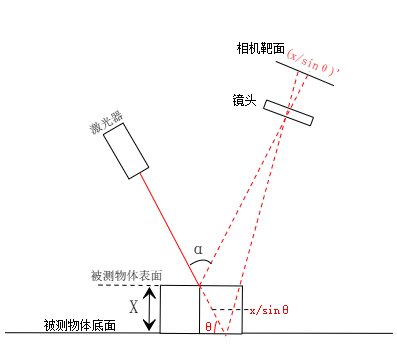 相机靶面(x/sinθ)'
镜头
激光器
α
被测物体表面
X
x/sinθ
被测物体底面
θ